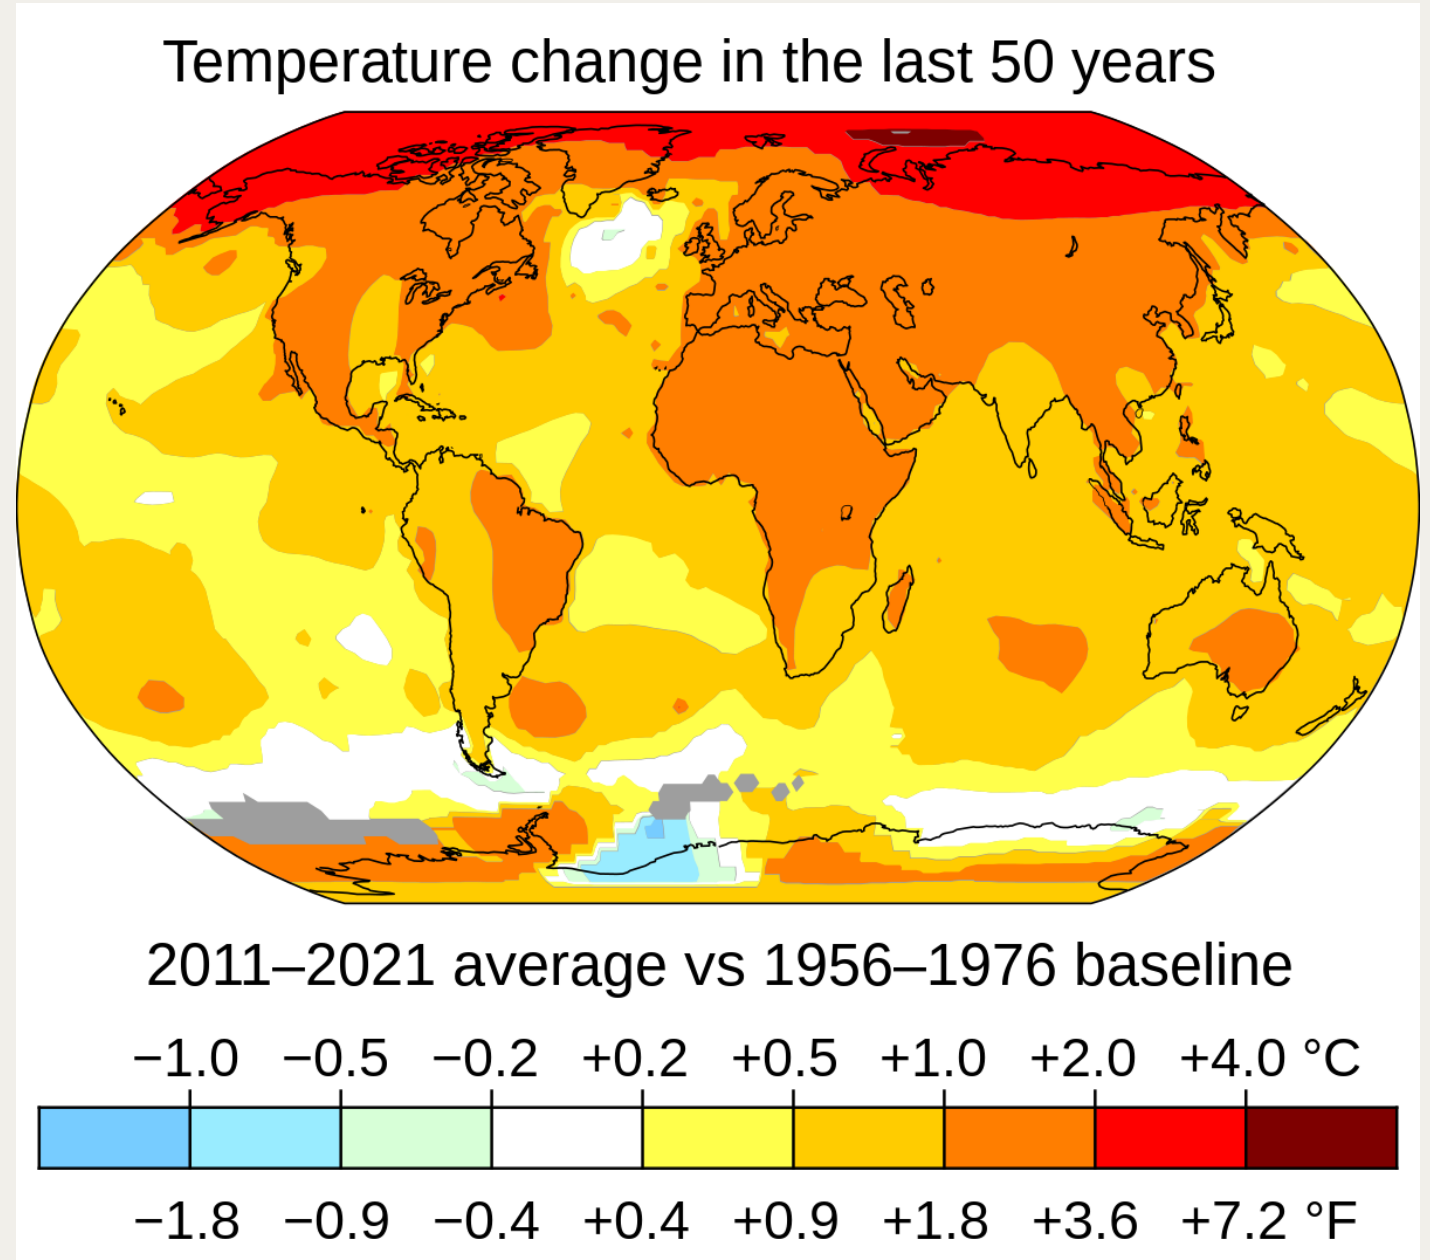 Temperature change in the last 50 years
2011–2021 average vs 1956–1976 baseline
−1.0 −0.5 −0.2 +0.2 +0.5 +1.0 +2.0 +4.0 °C
−1.8 −0.9 −0.4 +0.4 +0.9 +1.8 +3.6 +7.2 °F